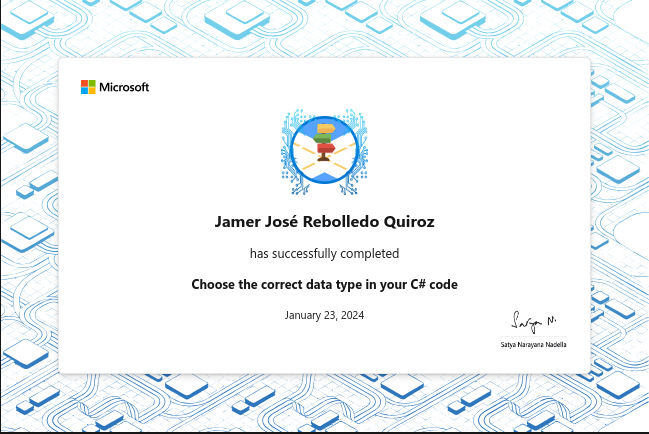 Microsoft
Jamer José Rebolledo Quiroz
has successfully completed
Choose the correct data type in your C# code
January 23, 2024
Satya N.
Satya Narayana Nadella